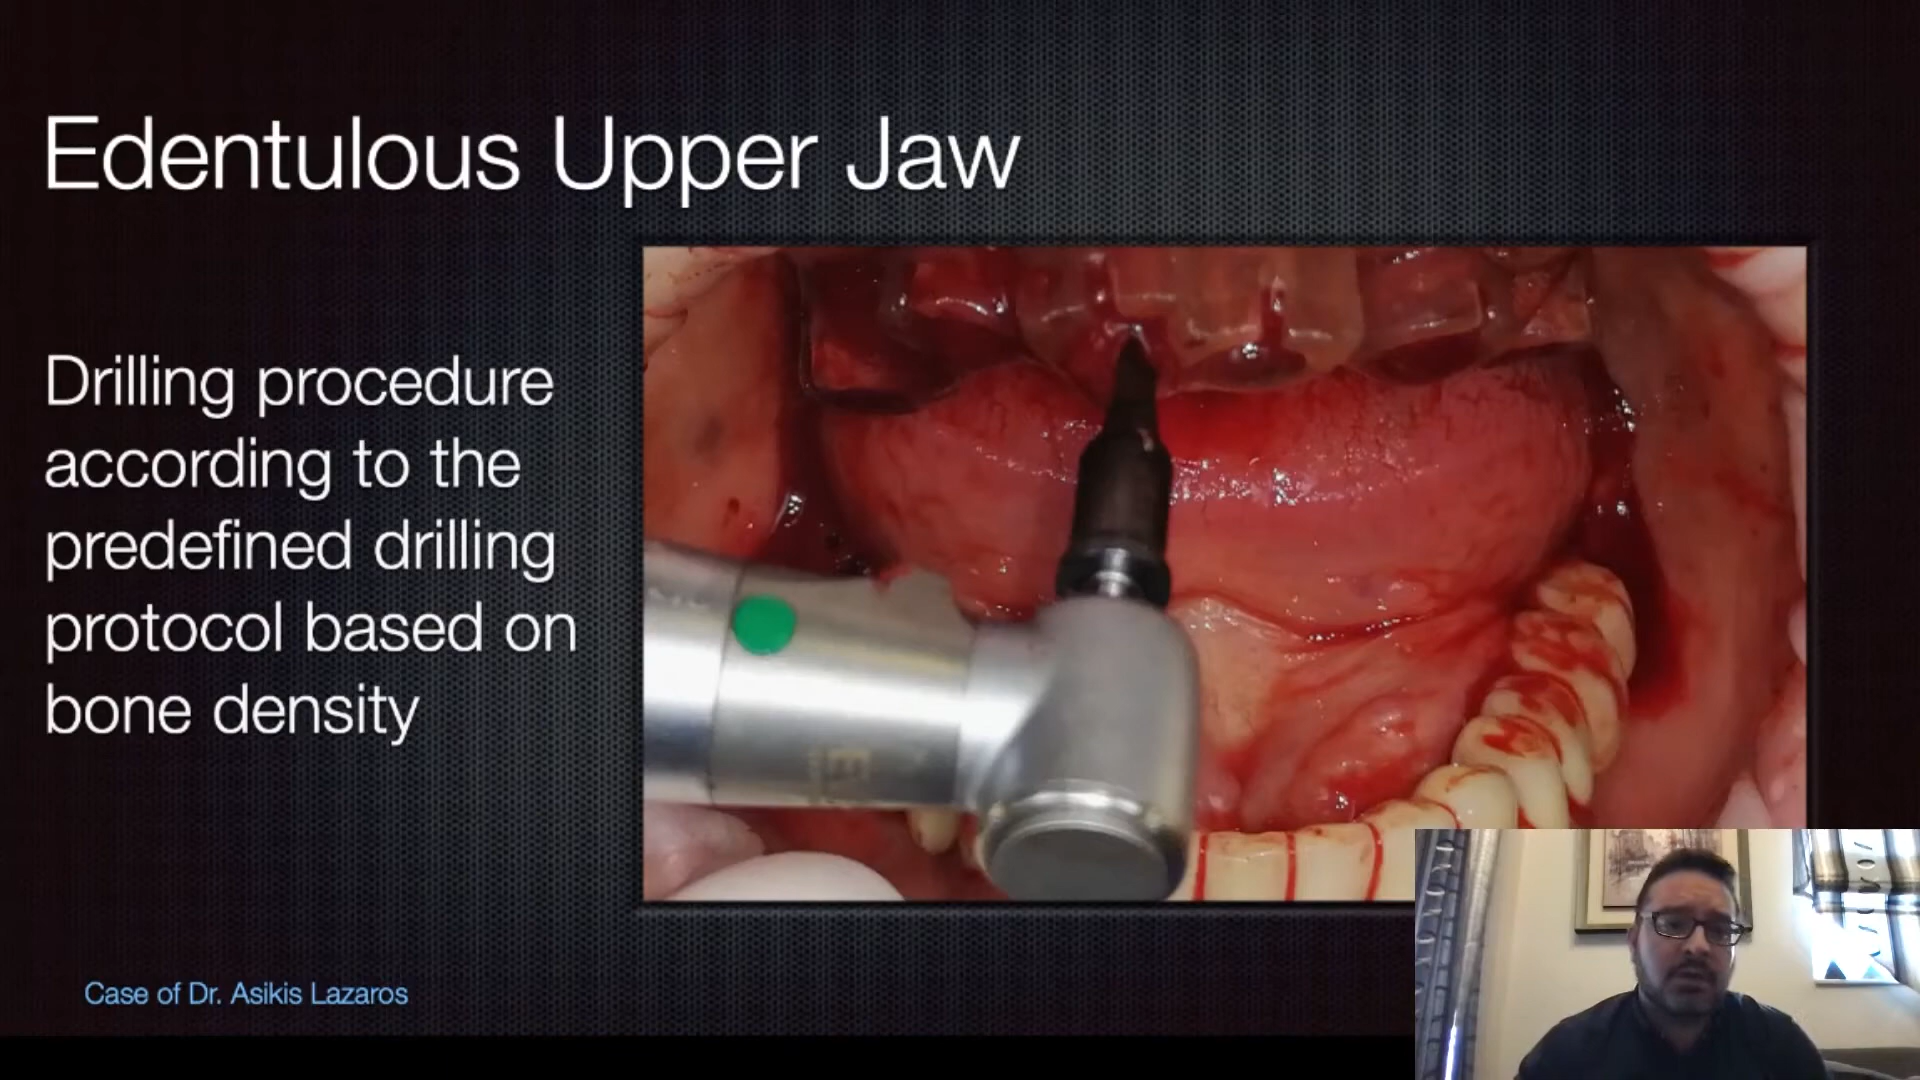 Edentulous Upper Jaw
Drilling procedure
according to the
predefined drilling
protocol based on
bone density
Case of Dr. Asikis Lazaros